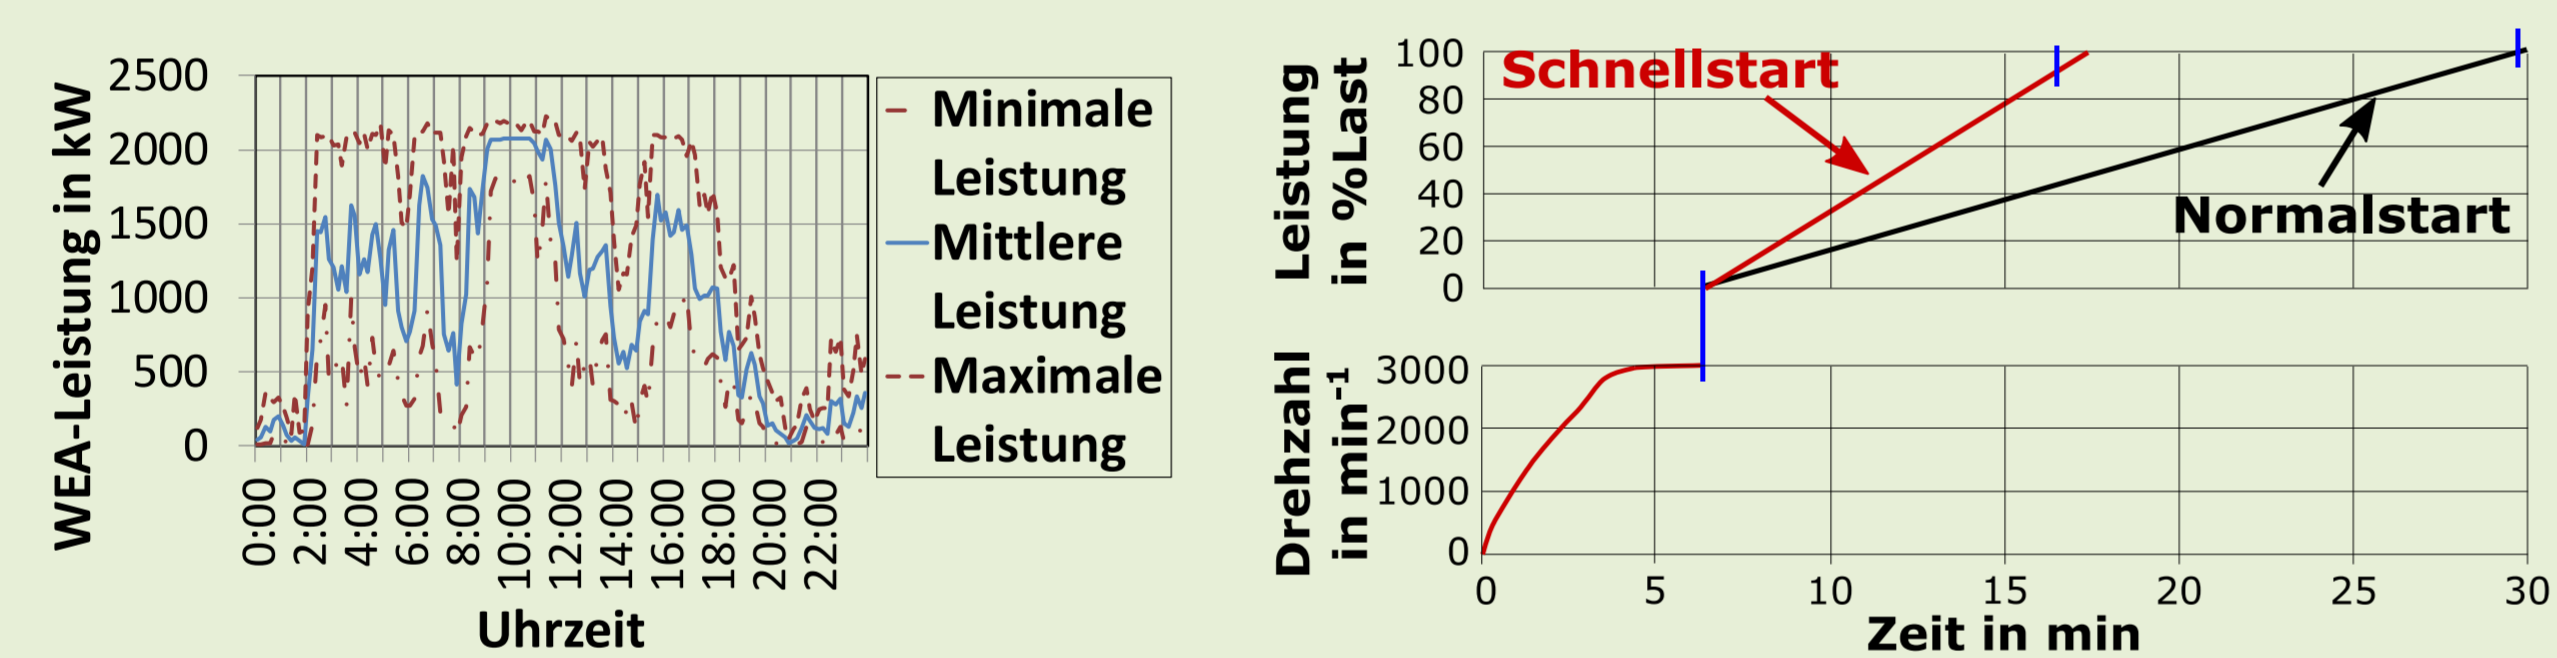 WEA-Leistung in kW
2500
2000
1500
1000
500
0
0:00
2:00
4:00
6:00
8:00
10:00
12:00
14:00
16:00
18:00
20:00
22:00
Uhrzeit
Minimale
Leistung
Mittlere
Leistung
Maximale
Leistung
Leistung
in %Last
100
80
60
40
20
0
Schnellstart
Normalstart
Drehzahl
in min-1
3000
2000
1000
0
0
5
10
15
20
25
30
Zeit in min